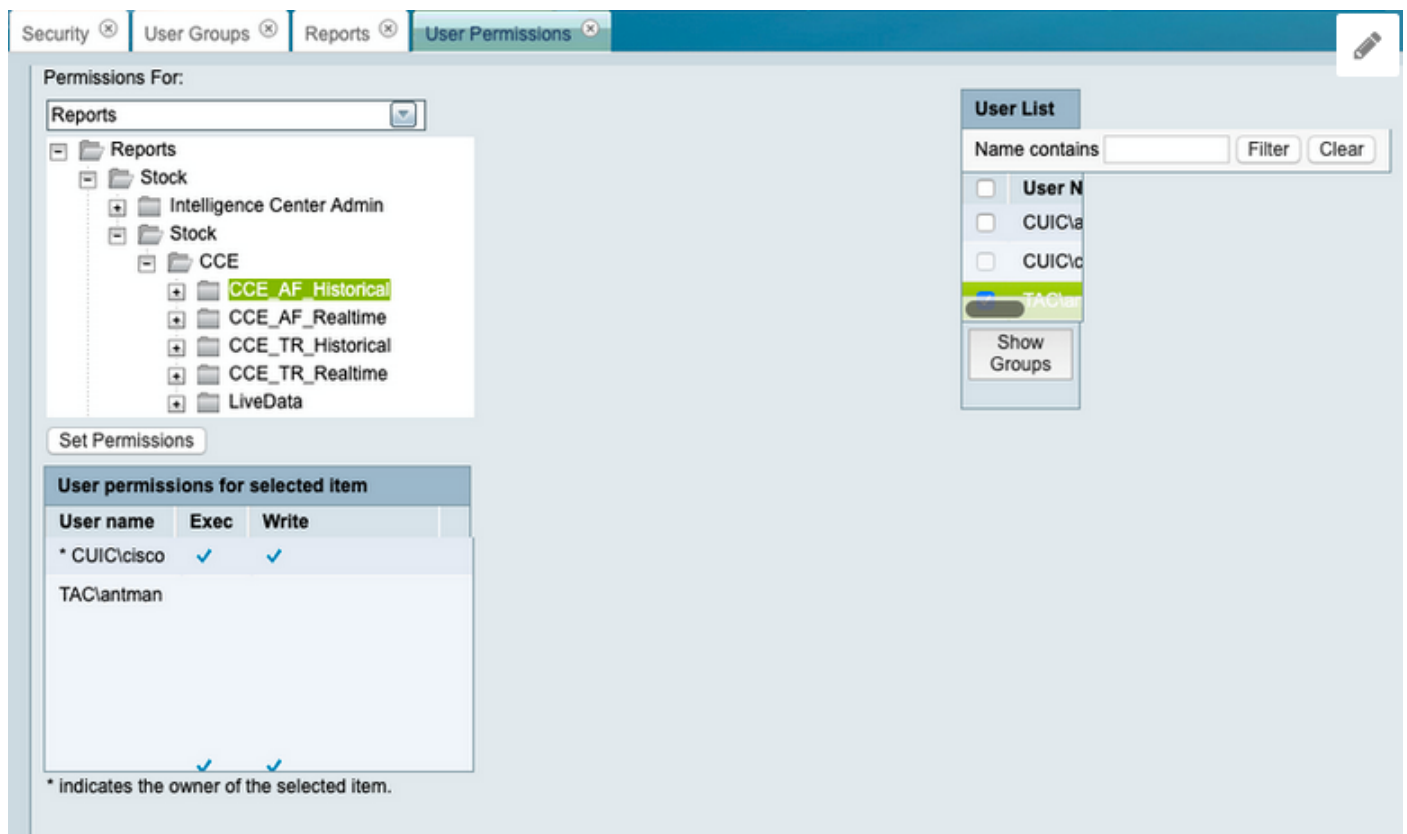 Security User Groups Reports User Permissions
Permissions For:
Reports
Reports
Stock
Intelligence Center Admin
Stock
CCE
CCE_AF_Historical
CCE_AF_Realtime
CCE_TR_Historical
CCE_TR_Realtime
LiveData
Set Permissions
User permissions for selected item
User name Exec Write
* CUIC\cisco
TAC\antman
* indicates the owner of the selected item.
User List
Name contains Filter Clear
User N
CUIC\a
CUIC\c
TAC\an
Show
Groups